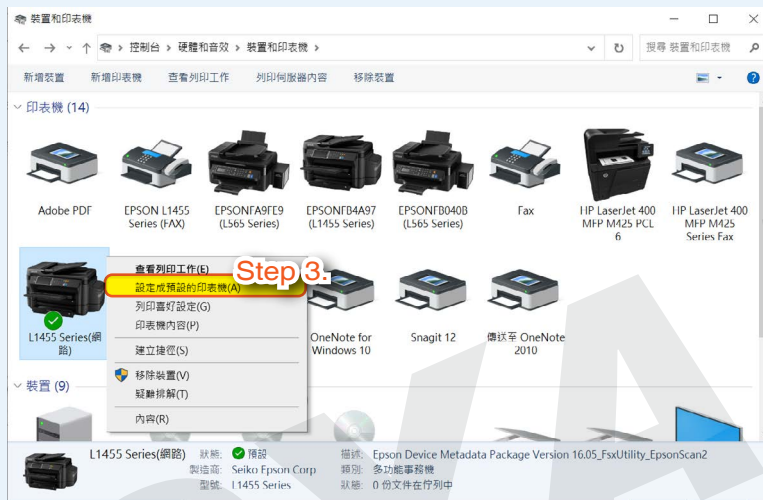 裝置和印表機
控制台 › 硬體和音效 › 裝置和印表機 ›
搜尋 裝置和印表機
新增裝置 新增印表機 查看列印工作 列印伺服器內容 移除裝置
印表機 (14)
Adobe PDF
EPSON L1455
Series (FAX)
EPSONFA9FE9
(L565 Series)
EPSONFB4A97
(L1455 Series)
EPSONFB040B
(L565 Series)
Fax
HP LaserJet 400
MFP M425 PCL
6
HP LaserJet 400
MFP M425
Series Fax
L1455 Series(網
路)
查看列印工作(E)
Step 3.
設定成預設的印表機(A)
列印喜好設定(G)
印表機內容(P)
建立捷徑(S)
移除裝置(V)
疑難排解(T)
內容(R)
OneNote for
Windows 10
Snagit 12
傳送至 OneNote
2010
裝置 (9)
L1455 Series(網路) 狀態: 預設 描述: Epson Device Metadata Package Version 16.05_FsxUtility_EpsonScan2
製造商: Seiko Epson Corp 類別: 多功能事務機
型號: L1455 Series 狀態: 0 份文件在佇列中